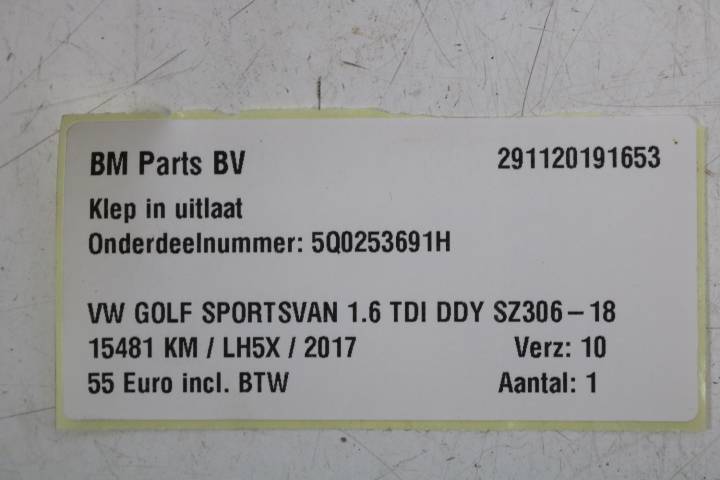 BM Parts BV 291120191653
Klep in uitlaat
Onderdeelnummer: 5Q0253691H
VW GOLF SPORTSVAN 1.6 TDI DDY SZ306-18
15481 KM / LH5X / 2017 Verz: 10
55 Euro incl. BTW Aantal: 1